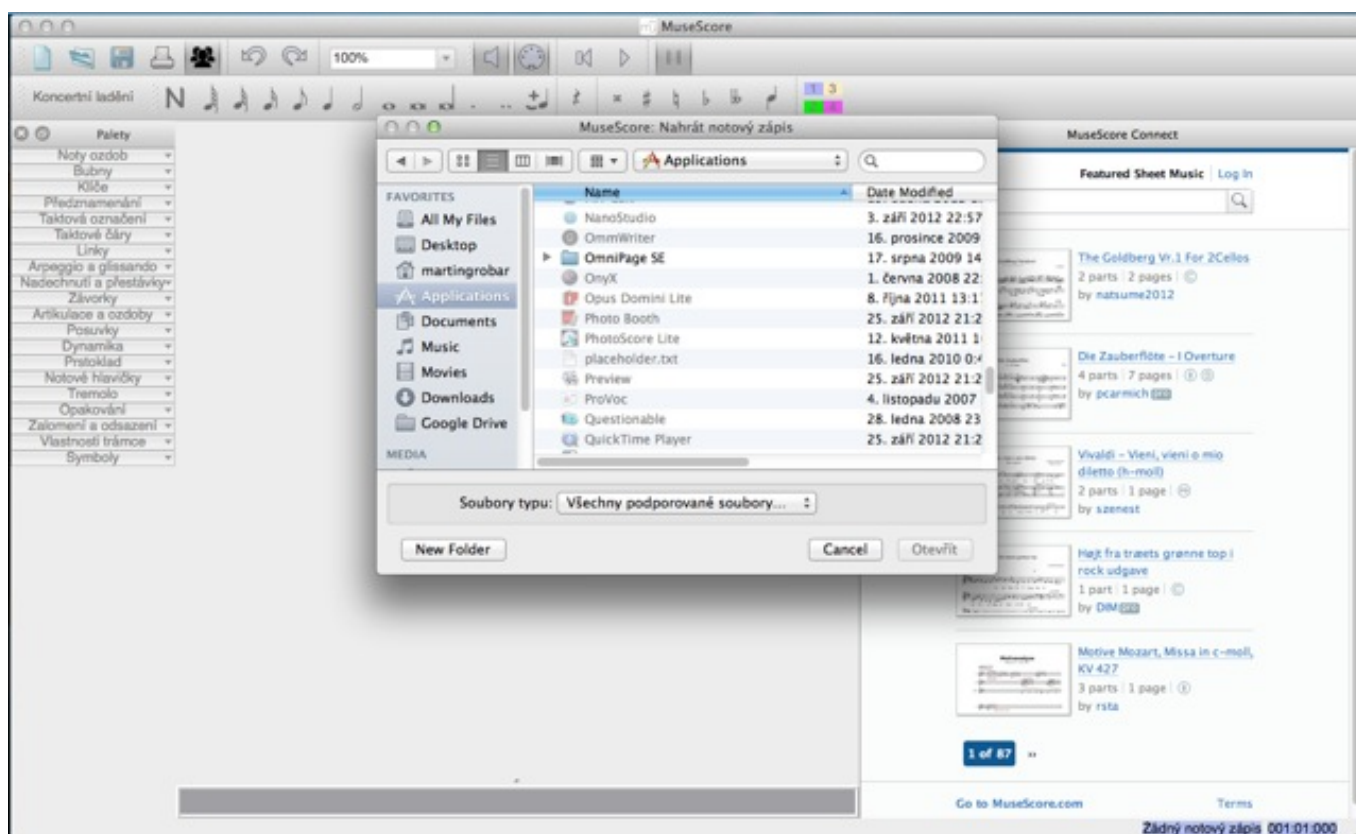 MuseScore
100%
Koncertní ladění
1 3
Palety
Noty ozdob
Bubny
Klíče
Předznamenání
Taktová označení
Taktové čáry
Linky
Arpeggio a glissando
Nadechnutí a přestávky
Závorky
Artikulace a ozdoby
Posuvky
Dynamika
Prstoklad
Notové hlavičky
Tremolo
Opakování
Zalomení a odsazení
Vlastnosti trámce
Symboly
MuseScore: Nahrát notový zápis
Applications
FAVORITES
All My Files
Desktop
martingrobar
Applications
Documents
Music
Movies
Downloads
Google Drive
MEDIA
Name Date Modified
NanoStudio 3. září 2012 22:57
OmmWriter 16. prosince 2009
OmniPage SE 17. srpna 2009 14
OnyX 1. června 2008 22:
Opus Domini Lite 8. října 2011 13:1
Photo Booth 25. září 2012 21:2
PhotoScore Lite 12. května 2011 1
placeholder.txt 16. ledna 2010 0:4
Preview 25. září 2012 21:2
ProVoc 4. listopadu 2007
Questionable 28. ledna 2008 23
QuickTime Player 25. září 2012 21:2
Soubory typu: Všechny podporované soubory...
New Folder Cancel Otevřít
MuseScore Connect
Featured Sheet Music Log In
The Goldberg Vr.1 For 2Cellos
2 parts 2 pages
by natsume2012
Die Zauberflöte – I Overture
4 parts 7 pages
by pcarmich
Vivaldi – Vieni, vieni o mio
diletto (h-moll)
2 parts 1 page
by szenest
Højt fra træets grønne top i
rock udgave
1 part 1 page
by DIM
Motive Mozart, Missa in c-moll,
KV 427
3 parts 1 page
by rsta
1 of 87 »
Go to MuseScore.com Terms
Žádný notový zápis 001:01:000